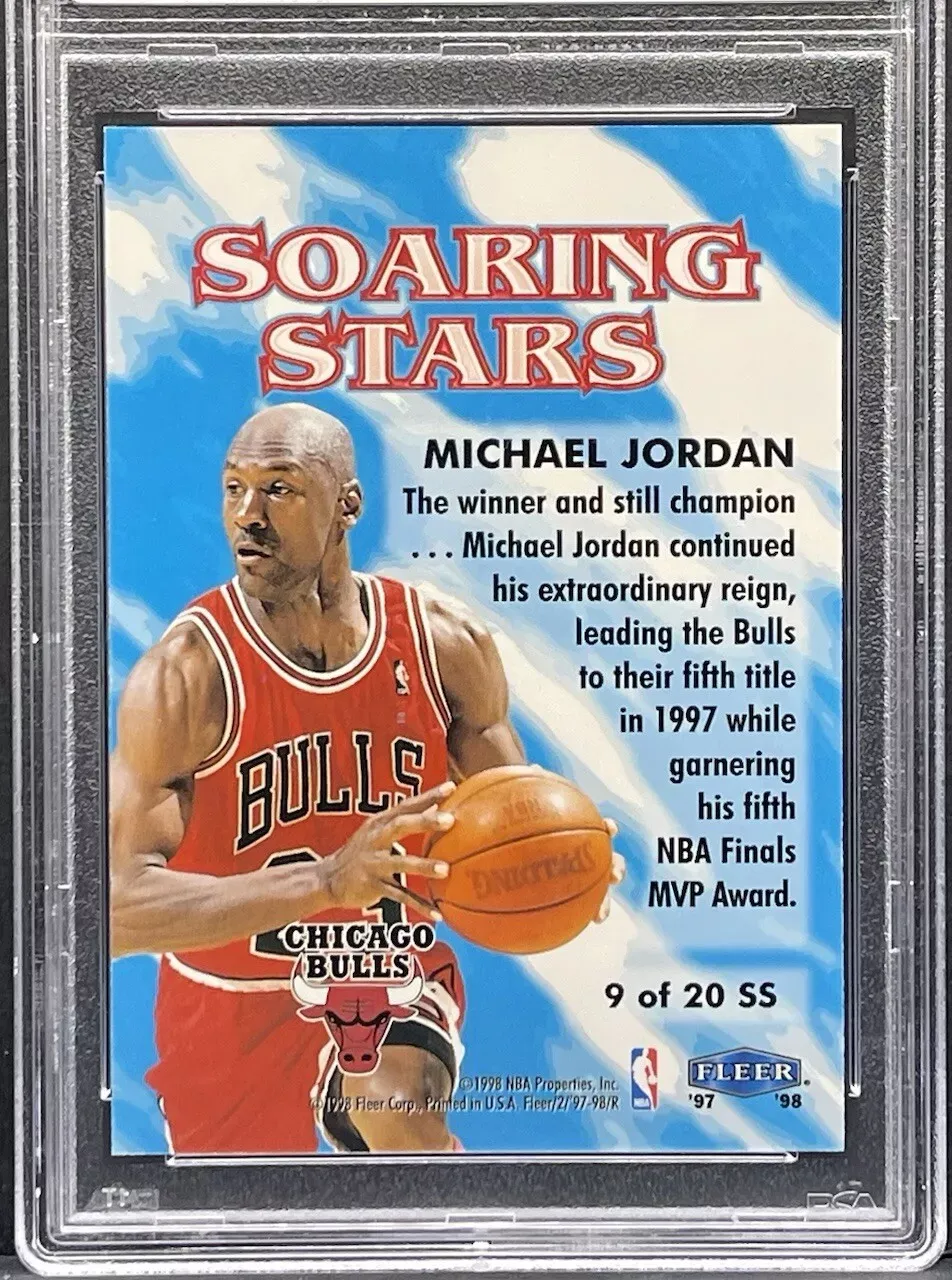 SOARING
STARS
MICHAEL JORDAN
The winner and still champion
... Michael Jordan continued
his extraordinary reign,
leading the Bulls
to their fifth title
in 1997 while
garnering
his fifth
NBA Finals
MVP Award.
BULLS
SPALDING
CHICAGO
BULLS
9 of 20 SS
©1998 NBA Properties, Inc.
©1998 Fleer Corp., Printed in U.S.A. Fleer/2/'97-98/R
NBA
FLEER
'97 '98
PSA